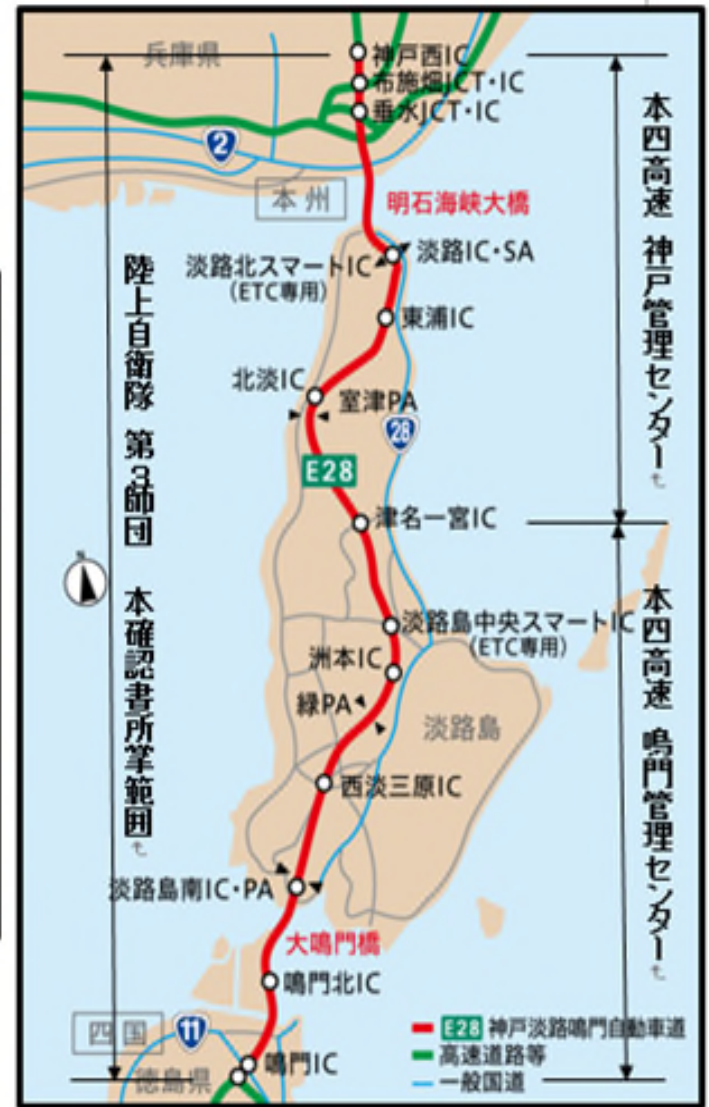 兵庫県
神戸西IC
布施畑JCT・IC
垂水JCT・IC
2
本州
明石海峡大橋
淡路IC・SA
淡路北スマートIC
(ETC専用)
東浦IC
北淡IC
室津PA
28
E28
津名一宮IC
N
淡路島中央スマートIC
(ETC専用)
洲本IC
緑PA
淡路島
西淡三原IC
淡路島南IC・PA
大鳴門橋
鳴門北IC
四国
11
鳴門IC
徳島県
E28 神戸淡路鳴門自動車道
高速道路等
一般国道
陸上自衛隊 第3師団 本確認書所掌範囲
本四高速 神戸管理センター
本四高速 鳴門管理センター